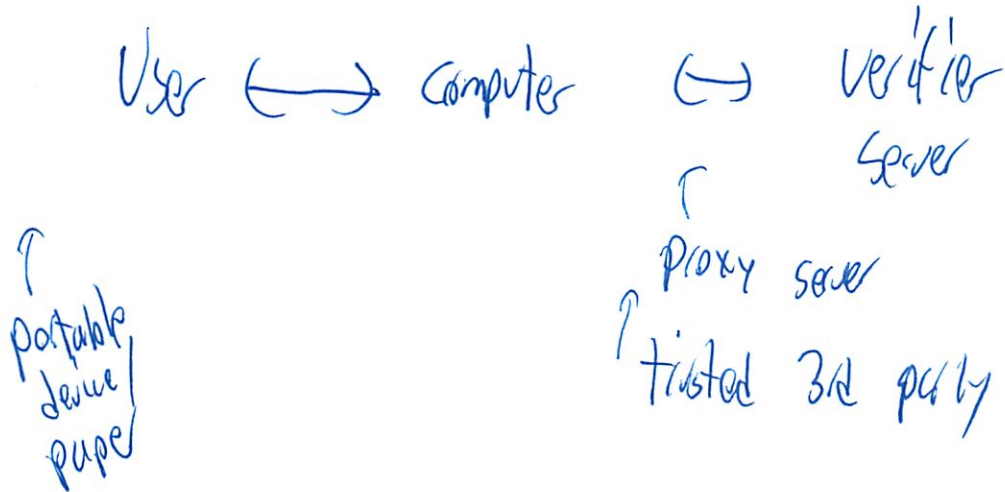 User ↔ Computer ↔ Verifier
Server
↑
↑
proxy server
portable
↑
device /
trusted 3rd party
paper